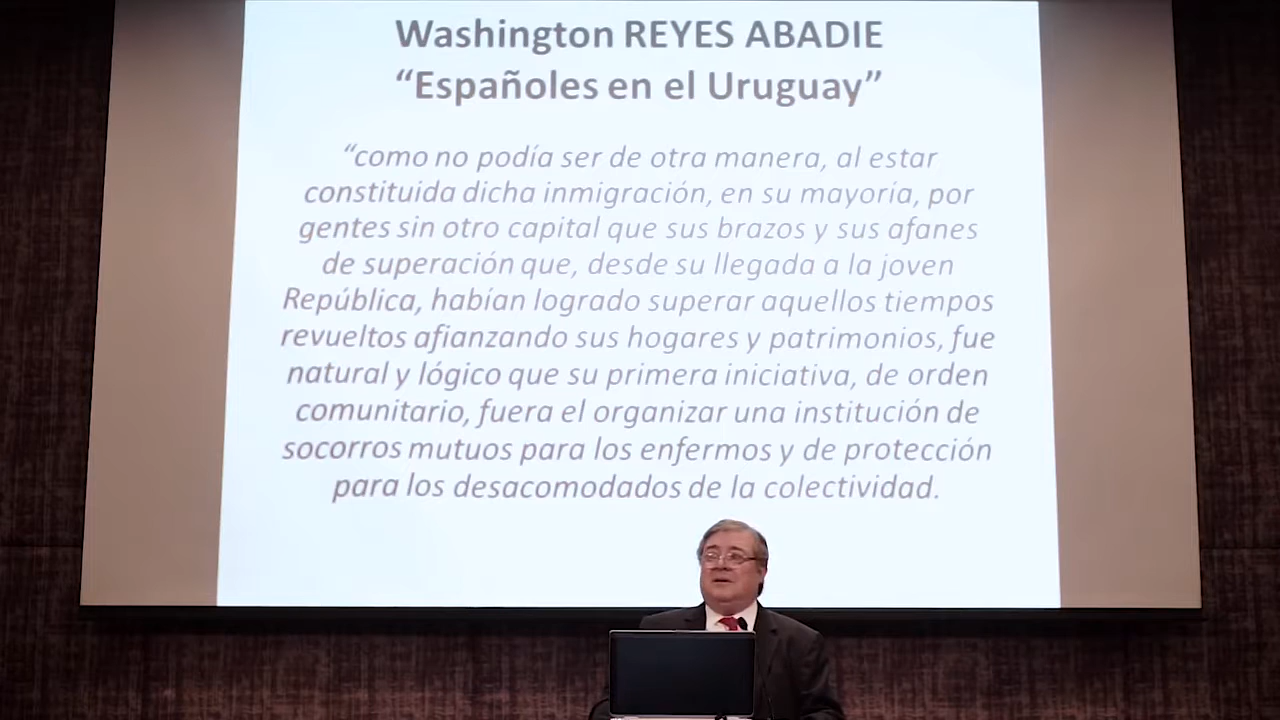 Washington REYES ABADIE
“Españoles en el Uruguay”
“como no podía ser de otra manera, al estar
constituida dicha inmigración, en su mayoría, por
gentes sin otro capital que sus brazos y sus afanes
de superación que, desde su llegada a la joven
República, habían logrado superar aquellos tiempos
revueltos afianzando sus hogares y patrimonios, fue
natural y lógico que su primera iniciativa, de orden
comunitario, fuera el organizar una institución de
socorros mutuos para los enfermos y de protección
para los desacomodados de la colectividad.